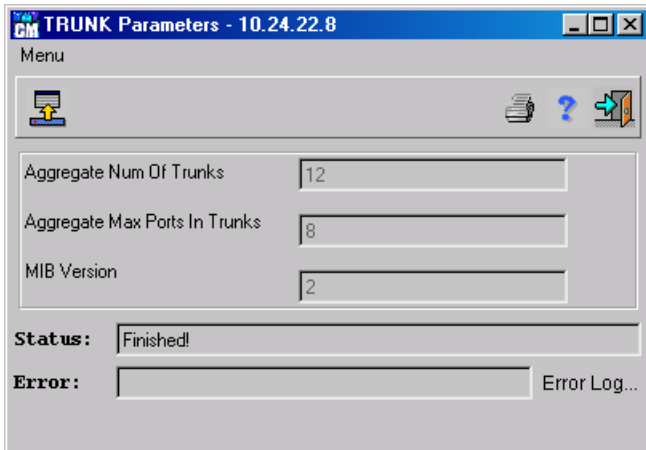 GM TRUNK Parameters - 10.24.22.8
Menu
?
Aggregate Num Of Trunks 12
Aggregate Max Ports In Trunks 8
MIB Version 2
Status: Finished!
Error: Error Log...